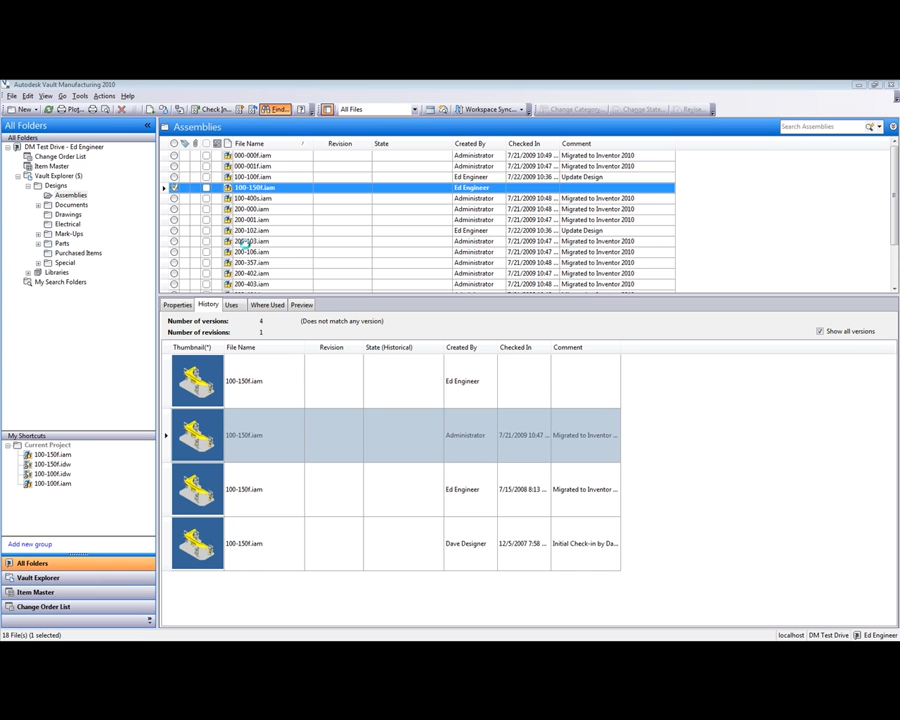 Autodesk Vault Manufacturing 2010
File Edit View Go Tools Actions Help
New Plot... Check In... Find... All Files Workspace Sync... Change Category... Change State... Revise...
All Folders
All Folders
DM Test Drive - Ed Engineer
Change Order List
Item Master
Vault Explorer ($)
Designs
Assemblies
Documents
Drawings
Electrical
Mark-Ups
Parts
Purchased Items
Special
Libraries
My Search Folders
My Shortcuts
Current Project
100-150f.iam
100-150f.idw
100-100f.idw
100-100f.iam
Add new group
All Folders
Vault Explorer
Item Master
Change Order List
Assemblies Search Assemblies
File Name Revision State Created By Checked In Comment
000-000f.iam Administrator 7/21/2009 10:49 ... Migrated to Inventor 2010
000-001f.iam Administrator 7/21/2009 10:47 ... Migrated to Inventor 2010
100-100f.iam Ed Engineer 7/22/2009 10:36 ... Update Design
100-150f.iam Ed Engineer
100-400s.iam Administrator 7/21/2009 10:48 ... Migrated to Inventor 2010
200-000.iam Administrator 7/21/2009 10:48 ... Migrated to Inventor 2010
200-001.iam Administrator 7/21/2009 10:47 ... Migrated to Inventor 2010
200-102.iam Ed Engineer 7/22/2009 10:36 ... Update Design
Administrator 7/21/2009 10:47 ... Migrated to Inventor 2010
200-106.iam Administrator 7/21/2009 10:47 ... Migrated to Inventor 2010
200-357.iam Administrator 7/21/2009 10:48 ... Migrated to Inventor 2010
200-402.iam Administrator 7/21/2009 10:48 ... Migrated to Inventor 2010
200-403.iam Administrator 7/21/2009 10:48 ... Migrated to Inventor 2010
Properties History Uses Where Used Preview
Number of versions: 4 (Does not match any version)
Number of revisions: 1
Show all versions
Thumbnail(*) File Name Revision State (Historical) Created By Checked In Comment
100-150f.iam Ed Engineer
100-150f.iam Administrator 7/21/2009 10:47 ... Migrated to Inventor ...
100-150f.iam Ed Engineer 7/15/2008 8:13 ... Migrated to Inventor ...
100-150f.iam Dave Designer 12/5/2007 7:58 ... Initial Check-in by Da...
18 File(s) (1 selected) localhost DM Test Drive Ed Engineer